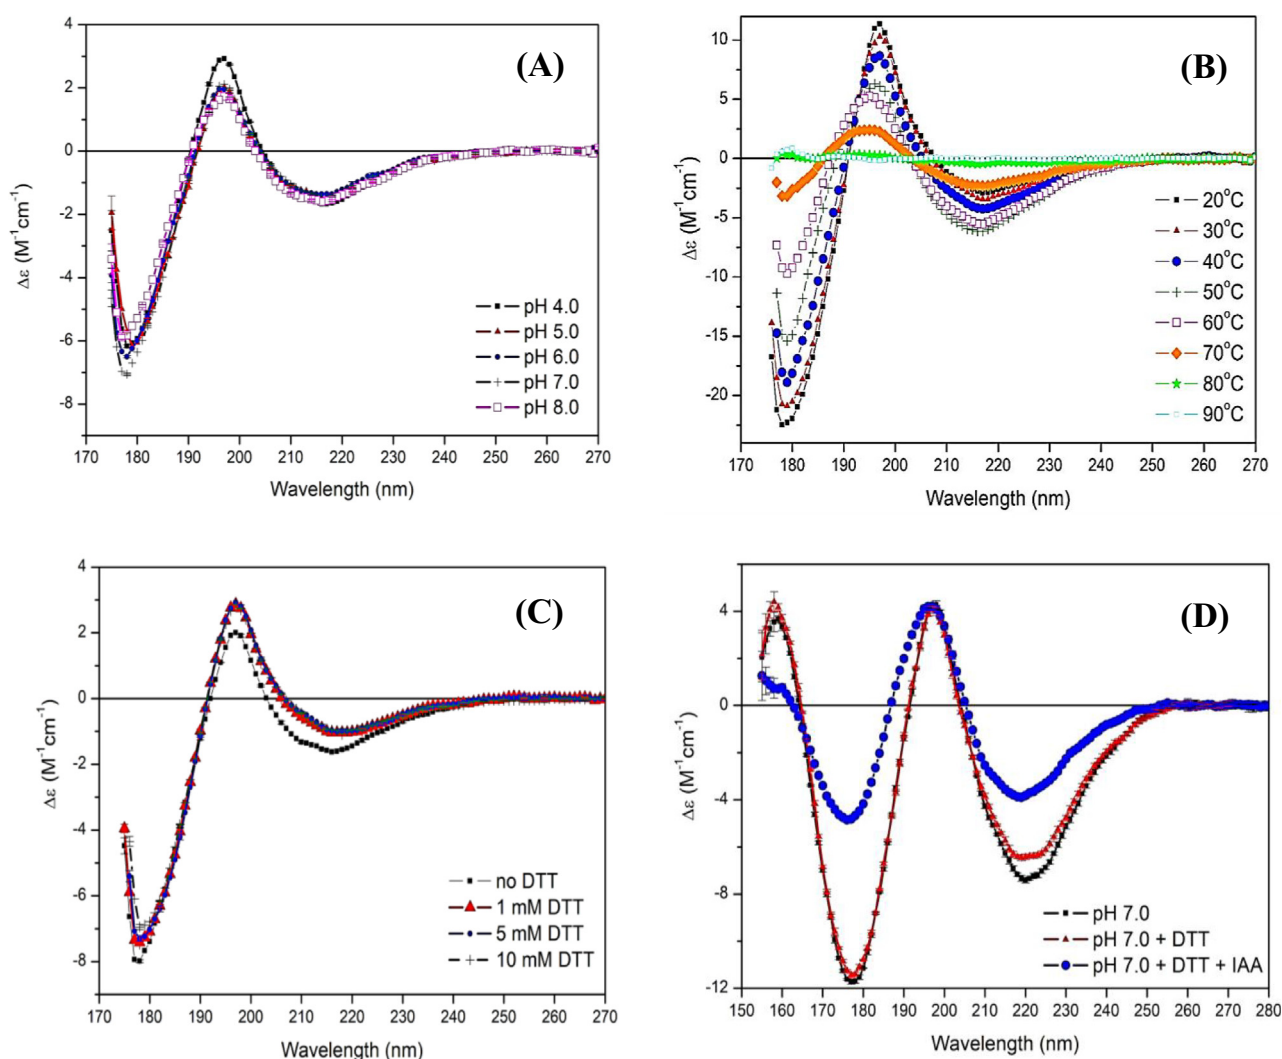 (A)
4
2
0
-2
-4
-6
-8
Δε (M⁻¹cm⁻¹)
pH 4.0
pH 5.0
pH 6.0
pH 7.0
pH 8.0
170 180 190 200 210 220 230 240 250 260 270
Wavelength (nm)
(B)
10
5
0
-5
-10
-15
-20
Δε (M⁻¹cm⁻¹)
20°C
30°C
40°C
50°C
60°C
70°C
80°C
90°C
170 180 190 200 210 220 230 240 250 260 270
Wavelength (nm)
(C)
4
2
0
-2
-4
-6
-8
Δε (M⁻¹cm⁻¹)
no DTT
1 mM DTT
5 mM DTT
10 mM DTT
170 180 190 200 210 220 230 240 250 260 270
Wavelength (nm)
(D)
4
0
-4
-8
-12
Δε (M⁻¹cm⁻¹)
pH 7.0
pH 7.0 + DTT
pH 7.0 + DTT + IAA
150 160 170 180 190 200 210 220 230 240 250 260 270 280
Wavelength (nm)